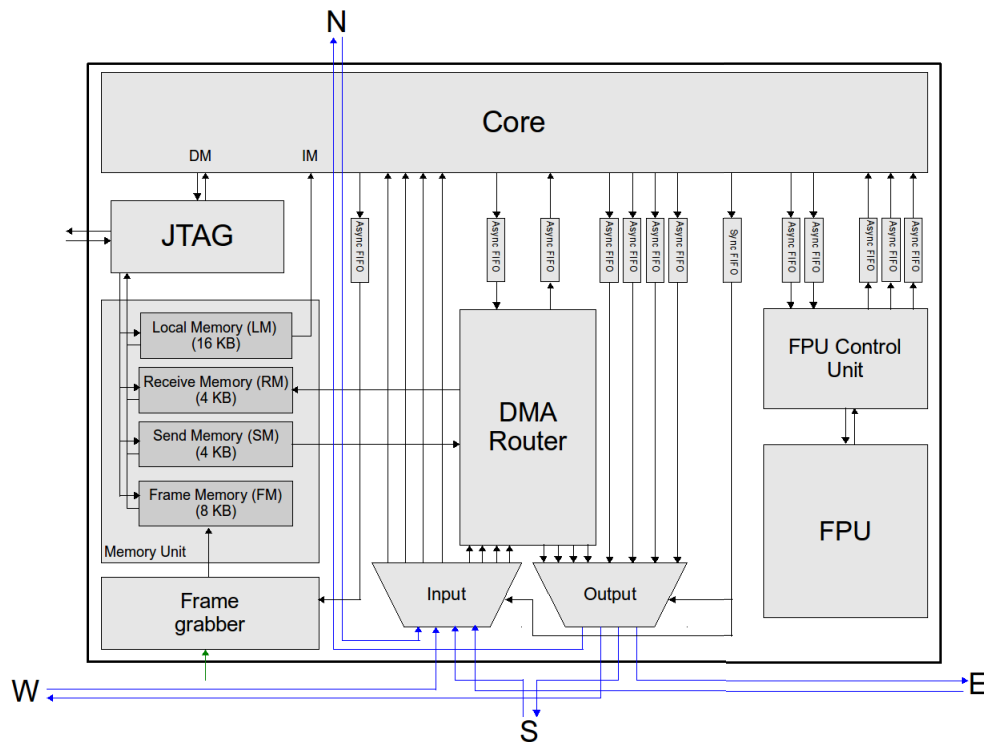 N
Core
DM
IM
JTAG
Async FIFO
Async FIFO
Async FIFO
Async FIFO
Async FIFO
Async FIFO
Async FIFO
Sync FIFO
Async FIFO
Async FIFO
Async FIFO
Async FIFO
Async FIFO
Local Memory (LM)
(16 KB)
Receive Memory (RM)
(4 KB)
Send Memory (SM)
(4 KB)
Frame Memory (FM)
(8 KB)
Memory Unit
DMA
Router
FPU Control
Unit
FPU
Frame
grabber
Input
Output
W
E
S